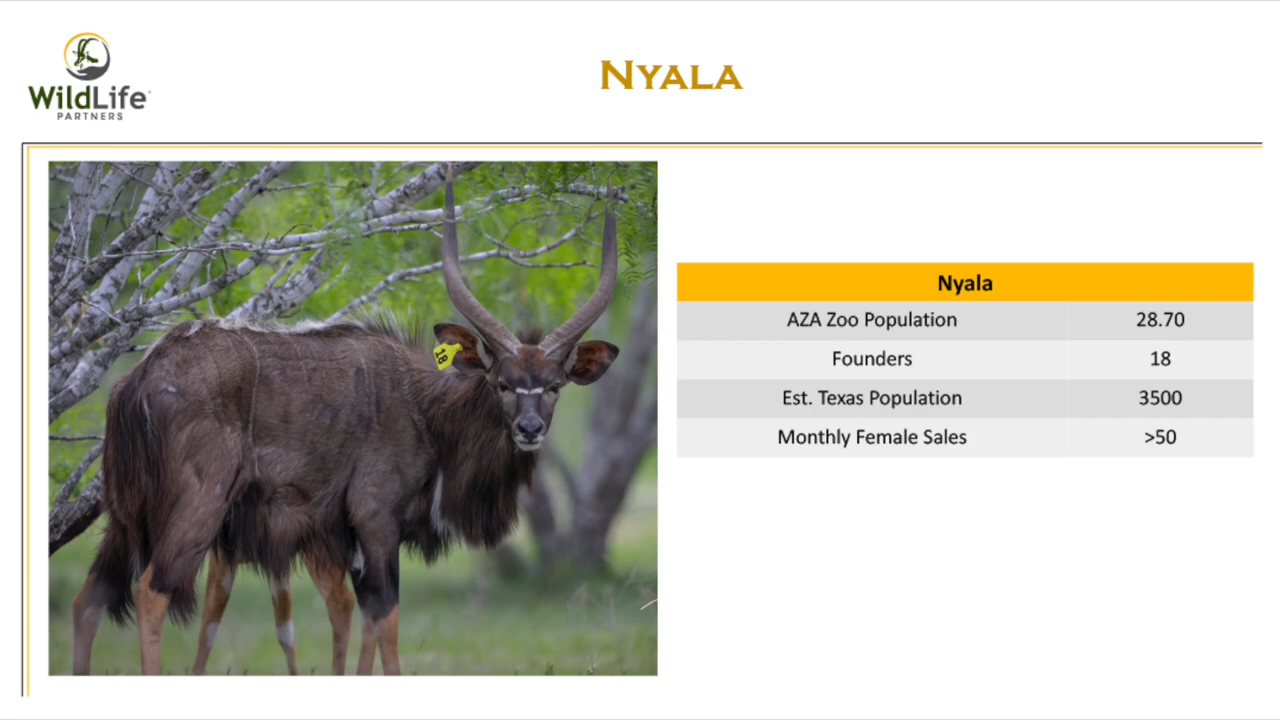 WildLife
PARTNERS
NYALA
18
Nyala
AZA Zoo Population 28.70
Founders 18
Est. Texas Population 3500
Monthly Female Sales >50